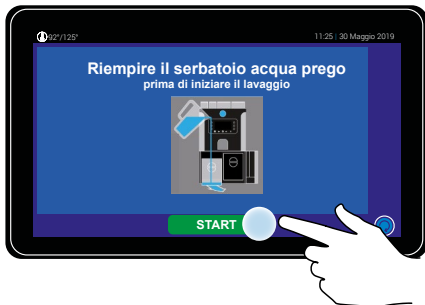 92°/125°
11:25 | 30 Maggio 2019
Riempire il serbatoio acqua prego
prima di iniziare il lavaggio
START